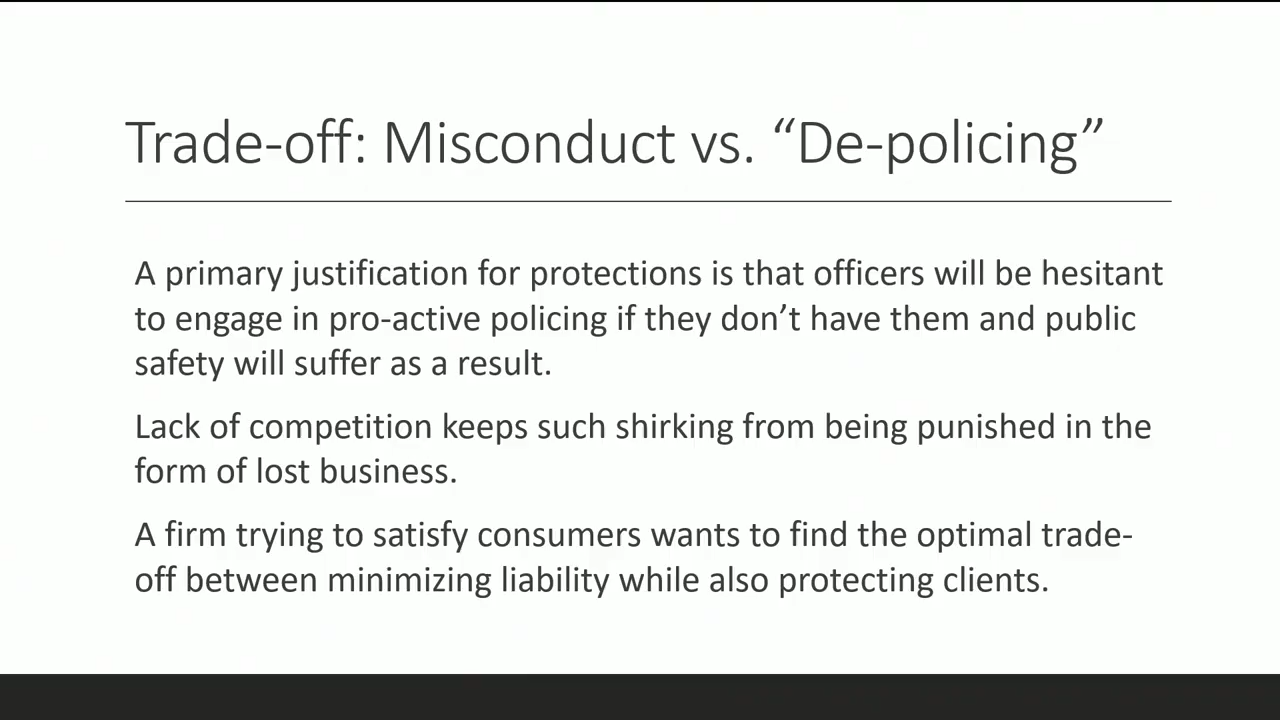 Trade-off: Misconduct vs. “De-policing”
A primary justification for protections is that officers will be hesitant
to engage in pro-active policing if they don’t have them and public
safety will suffer as a result.
Lack of competition keeps such shirking from being punished in the
form of lost business.
A firm trying to satisfy consumers wants to find the optimal trade-
off between minimizing liability while also protecting clients.